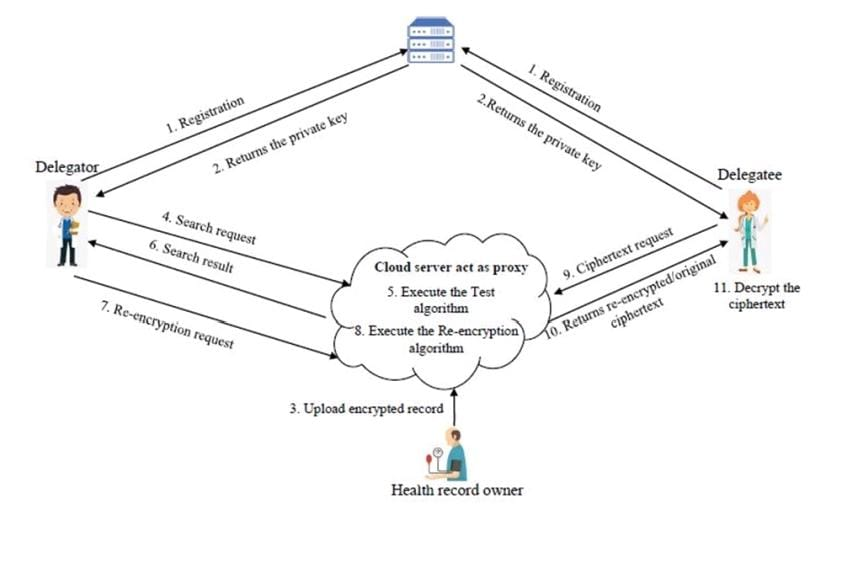 1. Registration
1. Registration
2. Returns the private key
2.Returns the private key
Delegator
Delegatee
4. Search request
6. Search result
7. Re-encryption request
Cloud server act as proxy
5. Execute the Test
algorithm
8. Execute the Re-encryption
algorithm
9. Ciphertext request
10. Returns re-encrypted/original
ciphertext
11. Decrypt the
ciphertext
3. Upload encrypted record
Health record owner